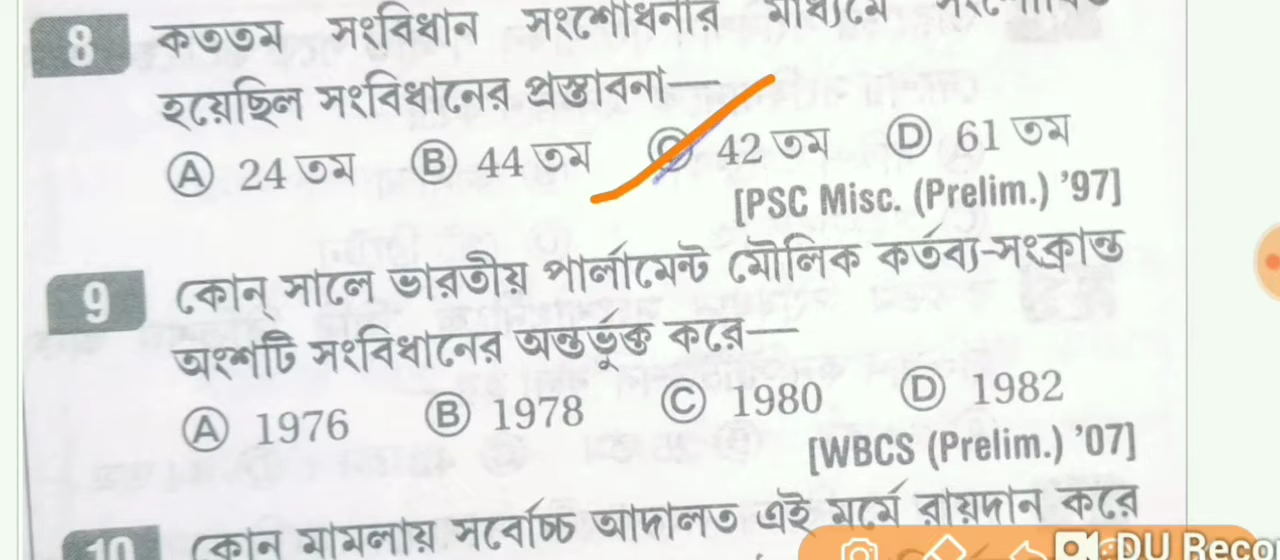 8 কততম সংবিধান সংশোধনার মাধ্যমে
হয়েছিল সংবিধানের প্রস্তাবনা—
Ⓐ 24 তম Ⓑ 44 তম Ⓒ 42 তম Ⓓ 61 তম
[PSC Misc. (Prelim.) ’97]
9 কোন্ সালে ভারতীয় পার্লামেন্ট মৌলিক কর্তব্য-সংক্রান্ত
অংশটি সংবিধানের অন্তর্ভুক্ত করে—
Ⓐ 1976 Ⓑ 1978 Ⓒ 1980 Ⓓ 1982
[WBCS (Prelim.) ’07]
10 কোন মামলায় সর্বোচ্চ আদালত এই মর্মে রায়দান করে
DU Recor